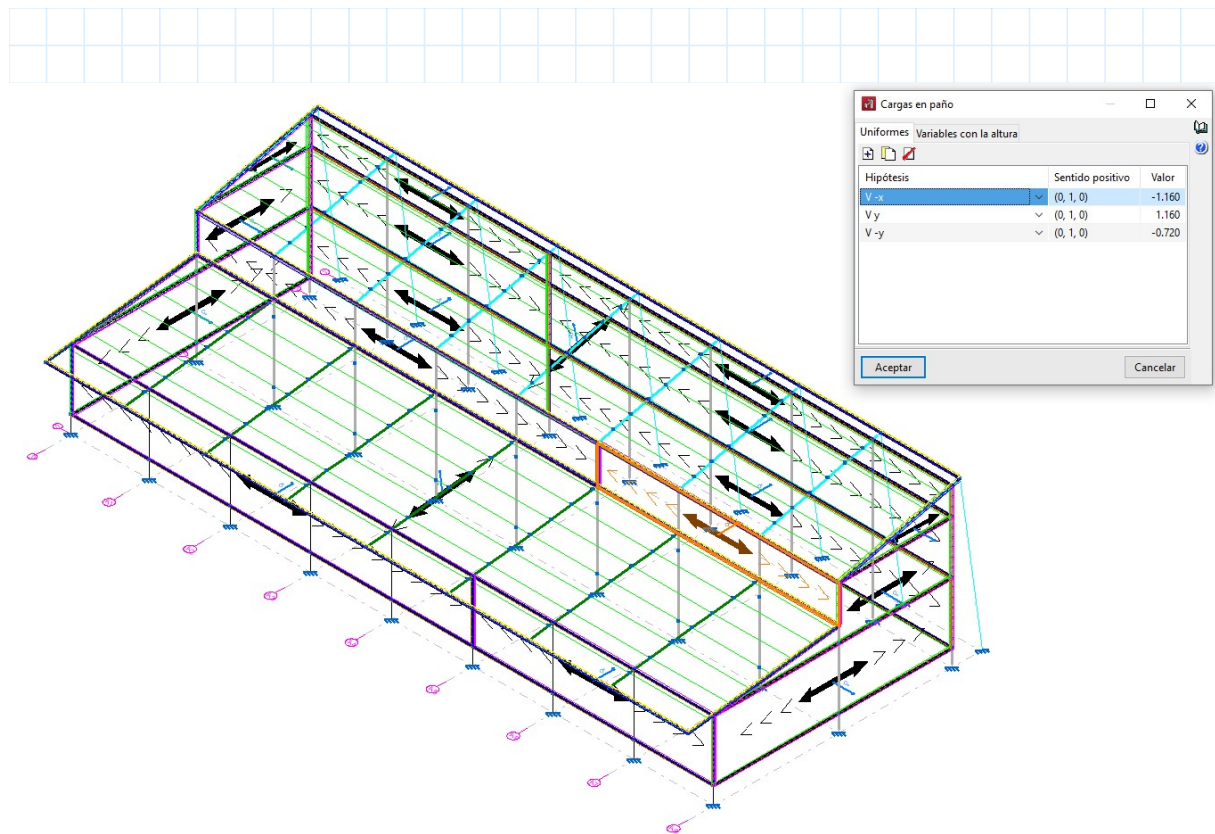 Cargas en paño
Uniformes Variables con la altura
Hipótesis Sentido positivo Valor
V -x (0, 1, 0) -1.160
V y (0, 1, 0) 1.160
V -y (0, 1, 0) -0.720
Aceptar Cancelar